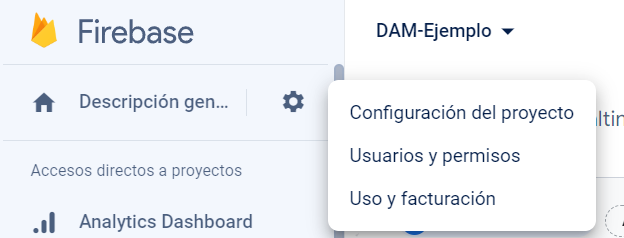 Firebase
DAM-Ejemplo
Descripción gen...
Configuración del proyecto
Usuarios y permisos
Uso y facturación
Accesos directos a proyectos
Analytics Dashboard